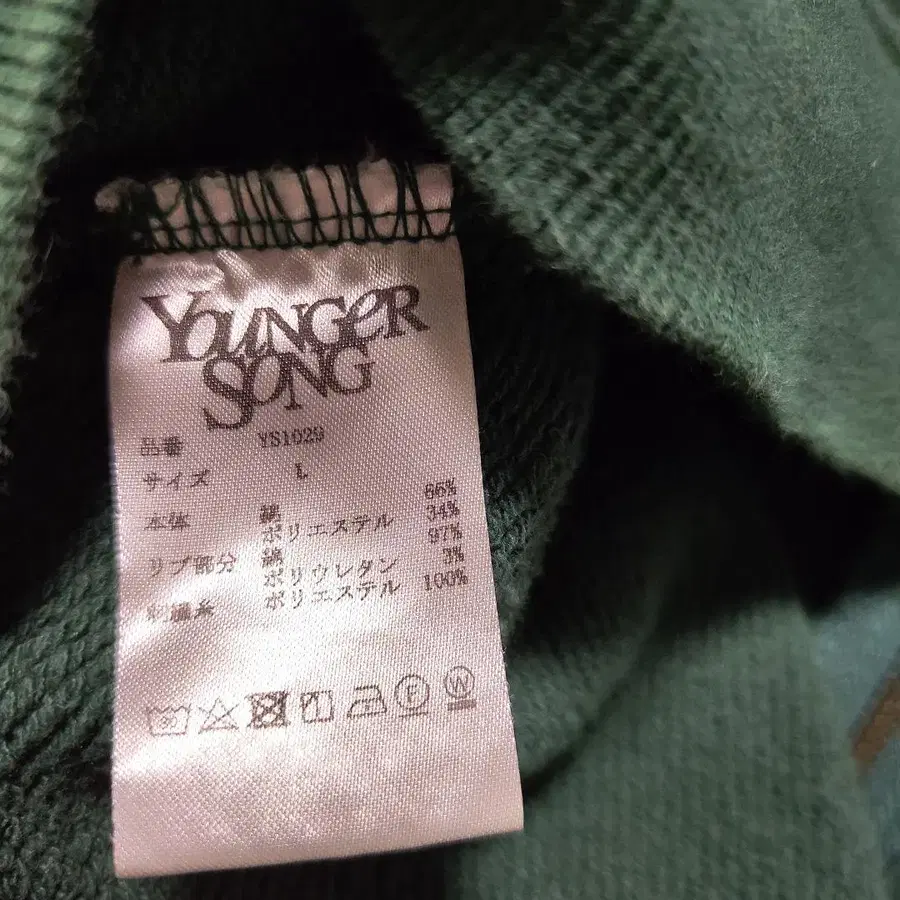 YOUNGER
SONG
品番 YS1029
サイズ L
本体 綿 66%
ポリエステル 34%
リブ部分 綿 97%
ポリウレタン 3%
刺繍糸 ポリエステル 100%
F W